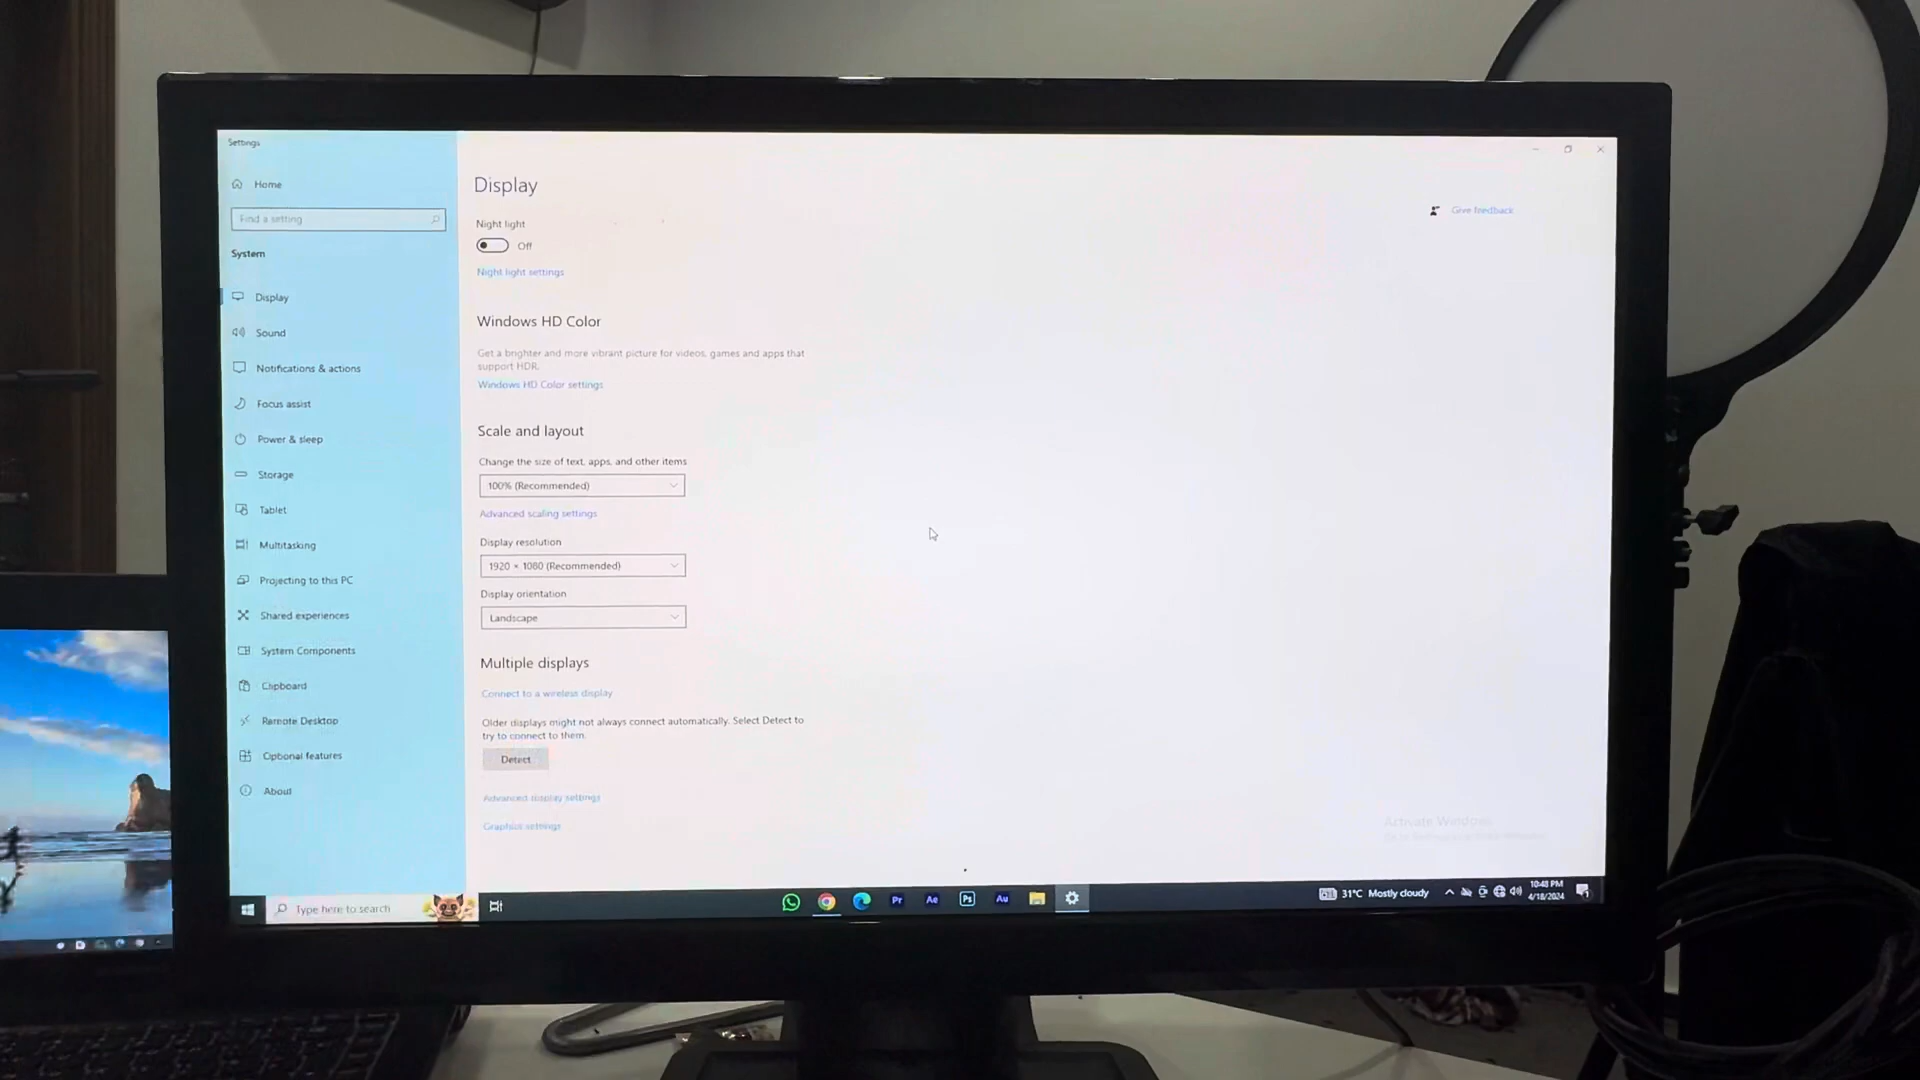 Settings
Home
Find a setting
System
Display
Sound
Notifications & actions
Focus assist
Power & sleep
Storage
Tablet
Multitasking
Projecting to this PC
Shared experiences
System Components
Clipboard
Remote Desktop
Optional features
About
Display
Night light
Off
Night light settings
Windows HD Color
Get a brighter and more vibrant picture for videos, games and apps that
support HDR.
Windows HD Color settings
Scale and layout
Change the size of text, apps, and other items
100% (Recommended)
Advanced scaling settings
Display resolution
1920 × 1080 (Recommended)
Display orientation
Landscape
Multiple displays
Connect to a wireless display
Older displays might not always connect automatically. Select Detect to
try to connect to them.
Detect
Advanced display settings
Graphics settings
Give feedback
Activate Windows
Type here to search
Pr
Ae
Ps
Au
31°C Mostly cloudy
10:48 PM
4/18/2024